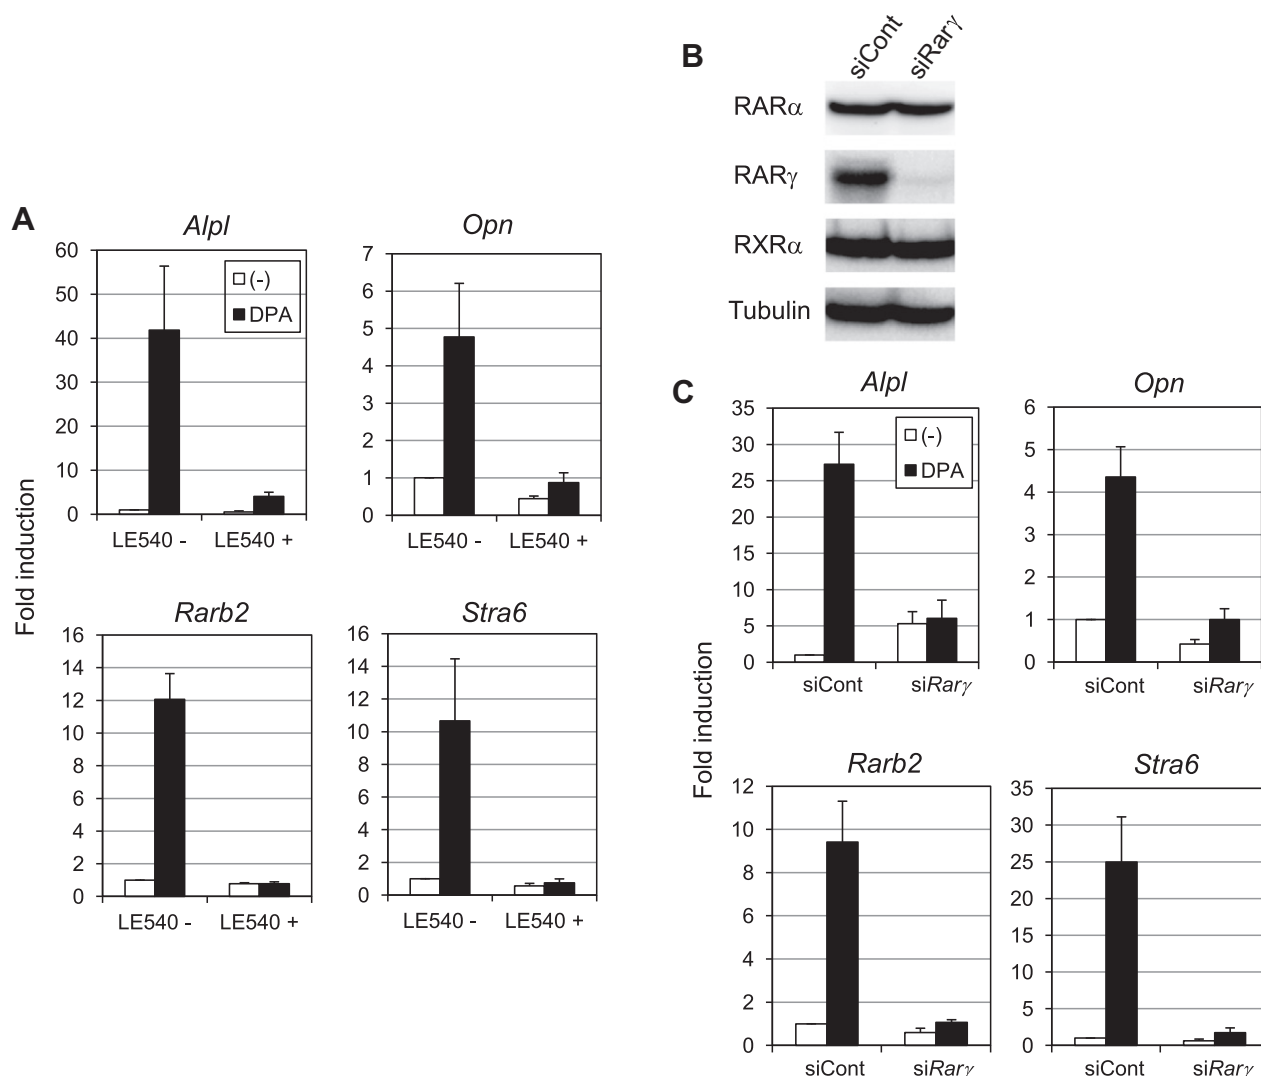 A
Fold induction
Alpl
60
50
40
30
20
10
0
(-)
DPA
LE540 -
LE540 +
Opn
7
6
5
4
3
2
1
0
LE540 -
LE540 +
Rarb2
16
14
12
10
8
6
4
2
0
LE540 -
LE540 +
Stra6
16
14
12
10
8
6
4
2
0
LE540 -
LE540 +
B
siCont
siRarγ
RARα
RARγ
RXRα
Tubulin
C
Fold induction
Alpl
35
30
25
20
15
10
5
0
(-)
DPA
siCont
siRarγ
Opn
6
5
4
3
2
1
0
siCont
siRarγ
Rarb2
12
10
8
6
4
2
0
siCont
siRarγ
Stra6
35
30
25
20
15
10
5
0
siCont
siRarγ